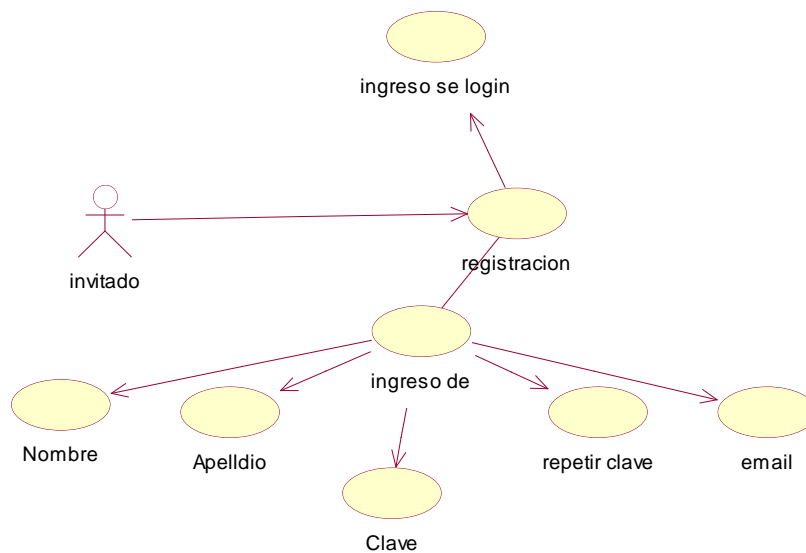 ingreso se login
invitado
registracion
ingreso de
Nombre
Apelldio
repetir clave
email
Clave